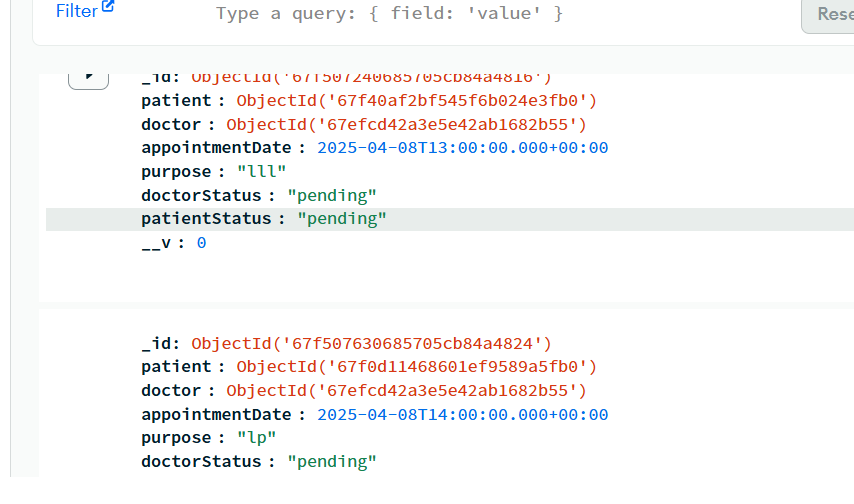 Filter
Type a query: { field: 'value' }
Rese
_id: ObjectId('67f507240685705cb84a4816')
patient : ObjectId('67f40af2bf545f6b024e3fb0')
doctor : ObjectId('67efcd42a3e5e42ab1682b55')
appointmentDate : 2025-04-08T13:00:00.000+00:00
purpose : "lll"
doctorStatus : "pending"
patientStatus : "pending"
__v : 0
_id: ObjectId('67f507630685705cb84a4824')
patient : ObjectId('67f0d11468601ef9589a5fb0')
doctor : ObjectId('67efcd42a3e5e42ab1682b55')
appointmentDate : 2025-04-08T14:00:00.000+00:00
purpose : "lp"
doctorStatus : "pending"